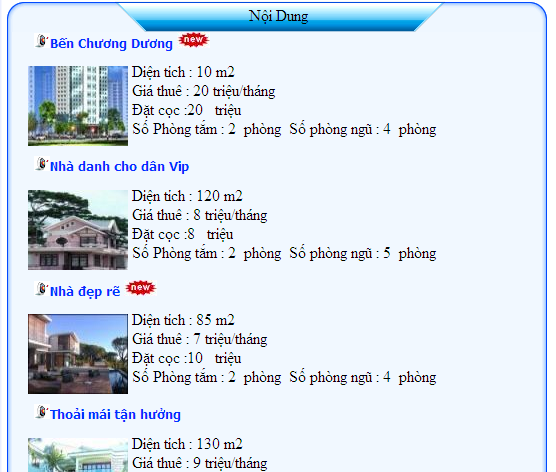 Nội Dung
Bến Chương Dương new
Diện tích : 10 m2
Giá thuê : 20 triệu/tháng
Đặt cọc :20 triệu
Số Phòng tắm : 2 phòng Số phòng ngũ : 4 phòng
Nhà danh cho dân Vip
Diện tích : 120 m2
Giá thuê : 8 triệu/tháng
Đặt cọc :8 triệu
Số Phòng tắm : 2 phòng Số phòng ngũ : 5 phòng
Nhà đẹp rẽ new
Diện tích : 85 m2
Giá thuê : 7 triệu/tháng
Đặt cọc :10 triệu
Số Phòng tắm : 2 phòng Số phòng ngũ : 4 phòng
Thoải mái tận hưởng
Diện tích : 130 m2
Giá thuê : 9 triệu/tháng